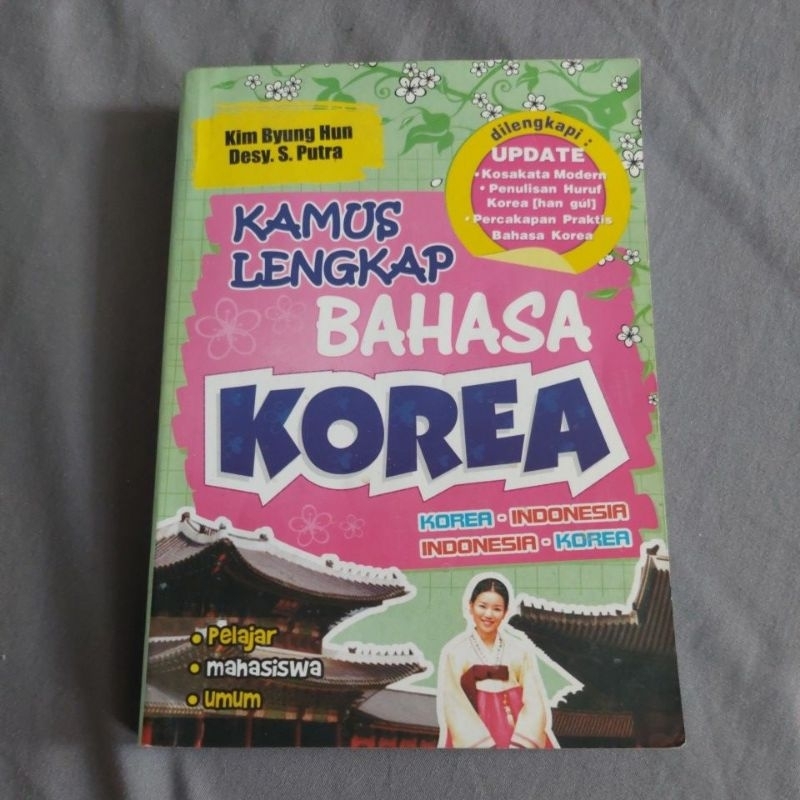 Kim Byung Hun
Desy. S. Putra
dilengkapi :
UPDATE
• Kosakata Modern
• Penulisan Huruf
Korea [han gúl]
• Percakapan Praktis
Bahasa Korea
KAMUS
LENGKAP
BAHASA
KOREA
KOREA - INDONESIA
INDONESIA - KOREA
• Pelajar
• mahasiswa
• umum